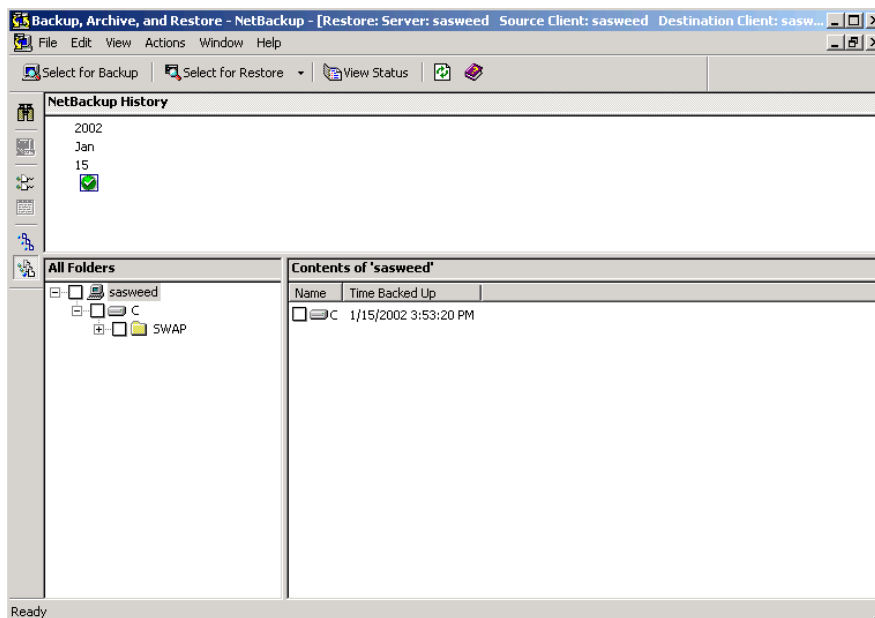 Backup, Archive, and Restore - NetBackup - [Restore: Server: sasweed Source Client: sasweed Destination Client: sasw...
File Edit View Actions Window Help
Select for Backup Select for Restore View Status
NetBackup History
2002
Jan
15
All Folders
Contents of 'sasweed'
sasweed
Name Time Backed Up
C
C 1/15/2002 3:53:20 PM
SWAP
Ready